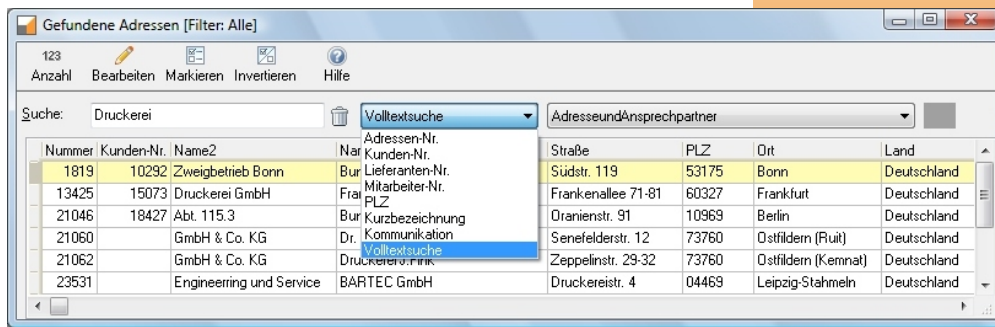 Gefundene Adressen [Filter: Alle]
123
Anzahl Bearbeiten Markieren Invertieren Hilfe
Suche: Druckerei Volltextsuche AdresseundAnsprechpartner
Adressen-Nr.
Kunden-Nr.
Lieferanten-Nr.
Mitarbeiter-Nr.
PLZ
Kurzbezeichnung
Kommunikation
Volltextsuche
Nummer Kunden-Nr. Name2 Straße PLZ Ort Land
1819 10292 Zweigbetrieb Bonn Südstr. 119 53175 Bonn Deutschland
13425 15073 Druckerei GmbH Frankenallee 71-81 60327 Frankfurt Deutschland
21046 18427 Abt. 115.3 Oranienstr. 91 10969 Berlin Deutschland
21060 GmbH & Co. KG Dr. Senefelderstr. 12 73760 Ostfildern (Ruit) Deutschland
21062 GmbH & Co. KG Zeppelinstr. 29-32 73760 Ostfildern (Kemnat) Deutschland
23531 Engineerring und Service BARTEC GmbH Druckereistr. 4 04469 Leipzig-Stahmeln Deutschland